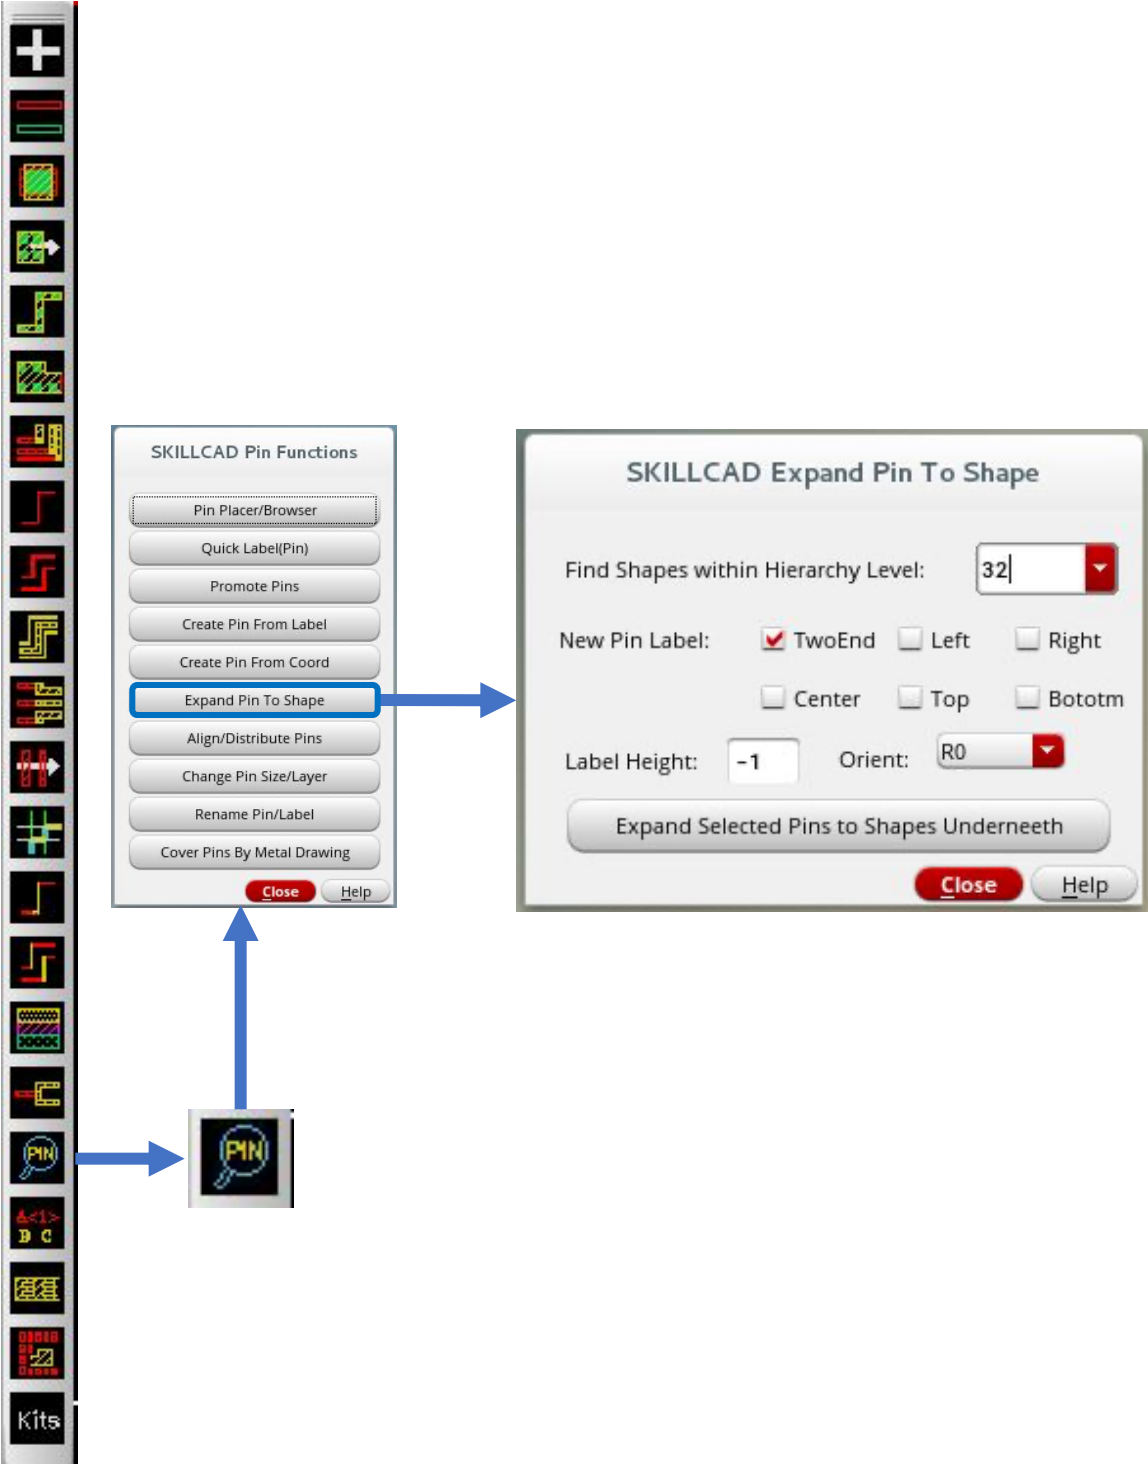 SKILLCAD Pin Functions
Pin Placer/Browser
Quick Label(Pin)
Promote Pins
Create Pin From Label
Create Pin From Coord
Expand Pin To Shape
Align/Distribute Pins
Change Pin Size/Layer
Rename Pin/Label
Cover Pins By Metal Drawing
Close Help
SKILLCAD Expand Pin To Shape
Find Shapes within Hierarchy Level: 32
New Pin Label: TwoEnd Left Right
Center Top Bototm
Label Height: -1 Orient: R0
Expand Selected Pins to Shapes Underneeth
Close Help
PIN
PIN
A<1>
B C
Kits